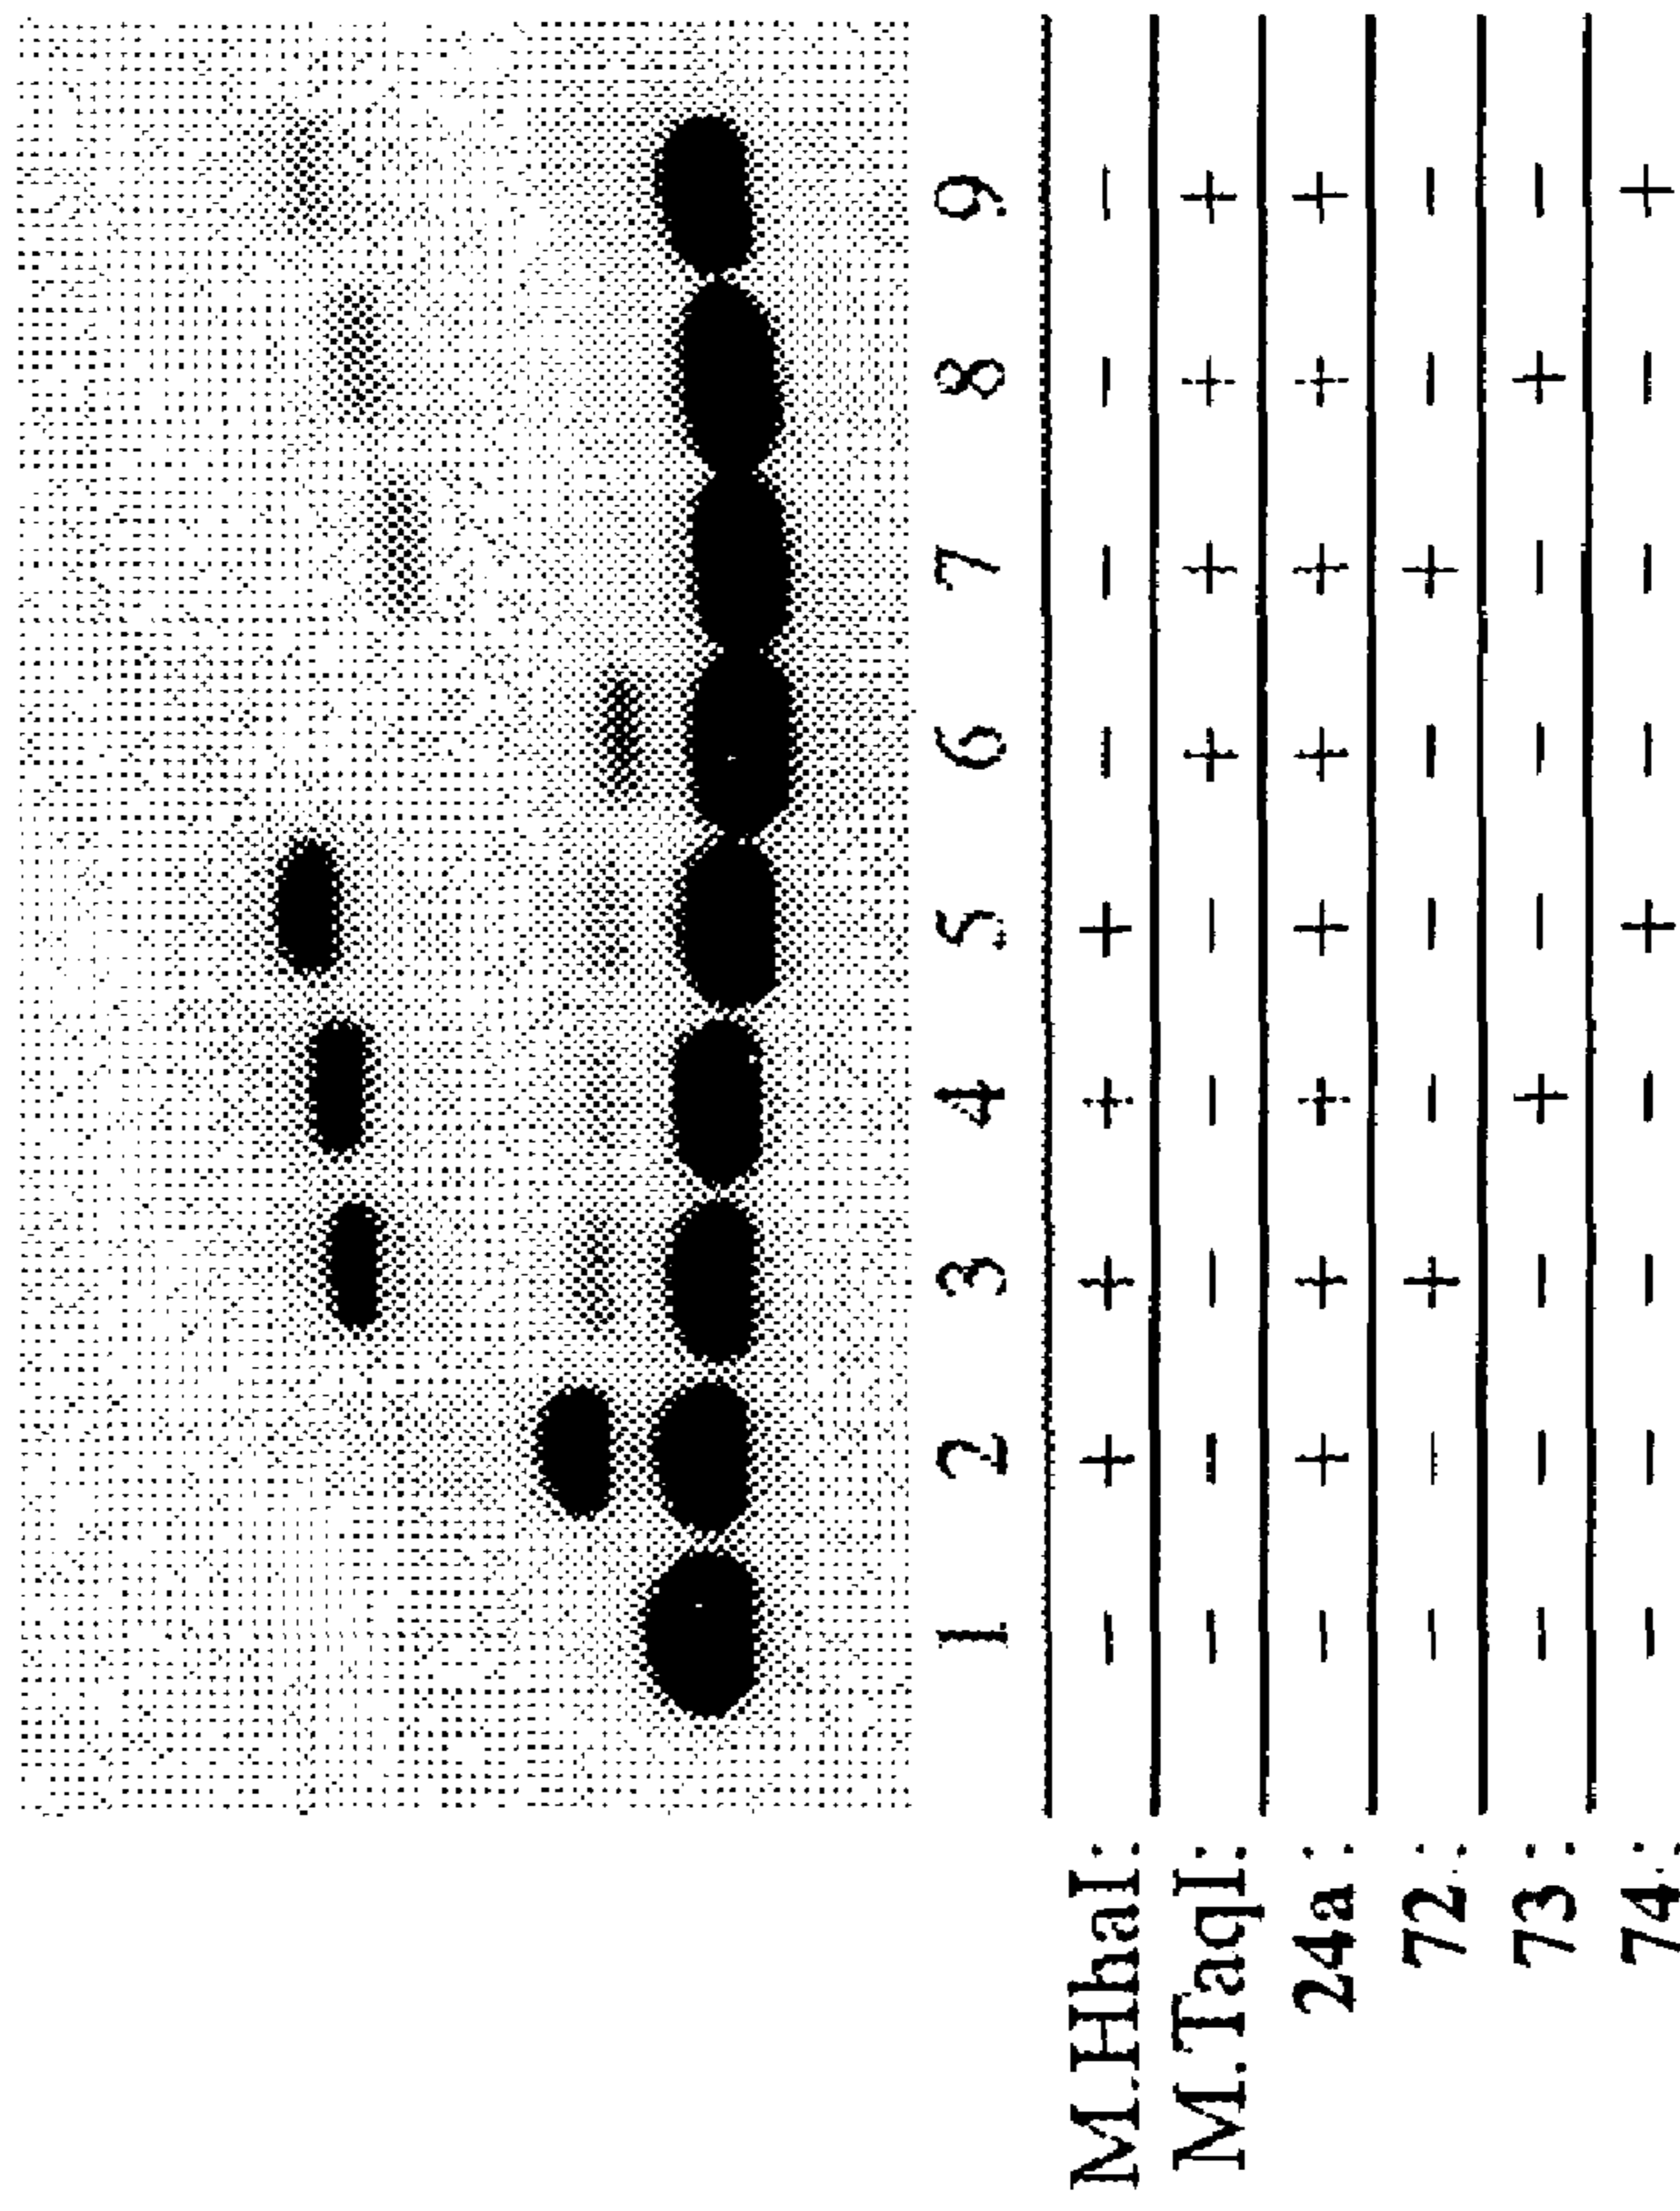 1 2 3 4 5 6 7 8 9
M.HhaI: – + + + + – – – –
M.TaqI: – – – – – + + + +
24a: – + + + + + + + +
72: – – + – – – + – –
73: – – – + – – – + –
74: – – – – + – – – +